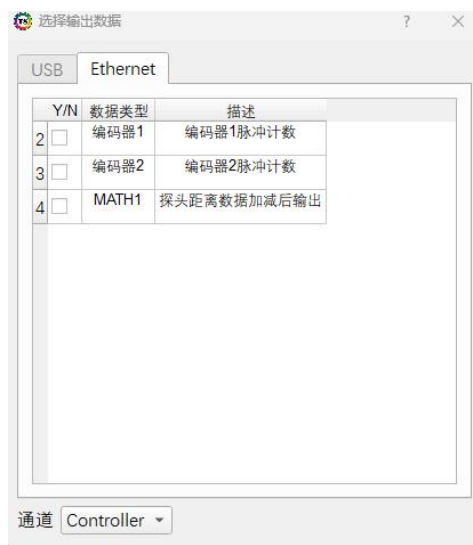 选择输出数据 ? ×
USB Ethernet
Y/N 数据类型 描述
2 编码器1 编码器1脉冲计数
3 编码器2 编码器2脉冲计数
4 MATH1 探头距离数据加减后输出
通道 Controller